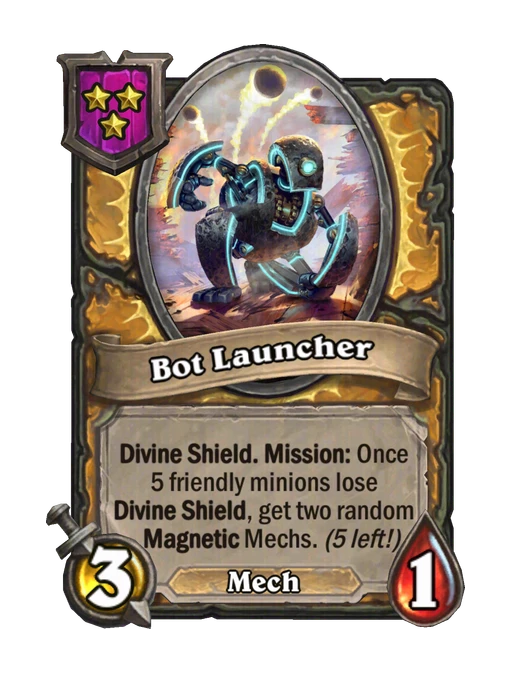 Bot Launcher
Divine Shield. Mission: Once
5 friendly minions lose
Divine Shield, get two random
Magnetic Mechs. (5 left!)
3
Mech
1